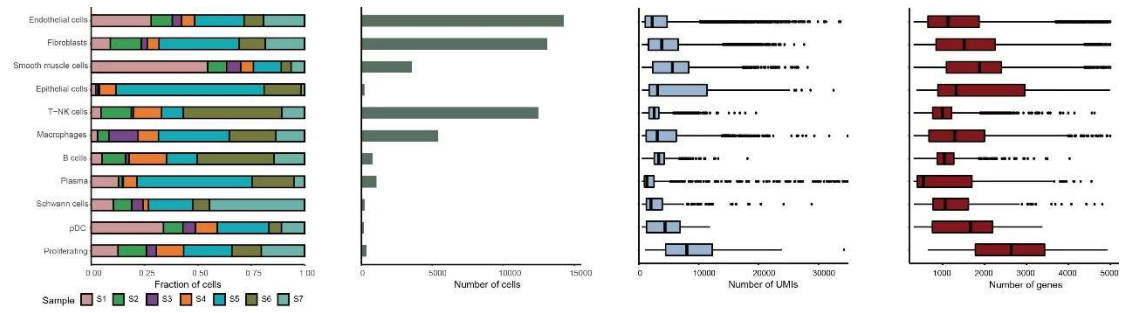 Endothelial cells
Fibroblasts
Smooth muscle cells
Epithelial cells
T-NK cells
Macrophages
B cells
Plasma
Schwann cells
pDC
Proliferating
0.00 0.25 0.50 0.75 1.00
Fraction of cells
0 5000 10000 15000
Number of cells
0 10000 20000 30000
Number of UMIs
1000 2000 3000 4000 5000
Number of genes
Sample S1 S2 S3 S4 S5 S6 S7